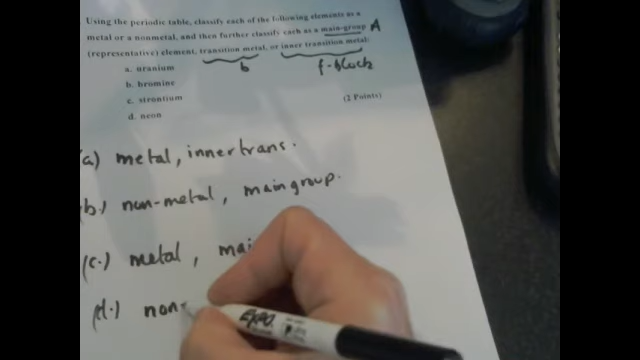 Using the periodic table, classify each of the following elements as a
metal or a nonmetal, and then further classify each as a main-group A
(representative) element, transition metal, or inner transition metal:
b f-block
a. uranium
b. bromine
c. strontium
(2 Points)
d. neon
(a) metal, inner trans.
(b) non-metal, main group.
(c.) metal, mai
(d.) non-
EXPO